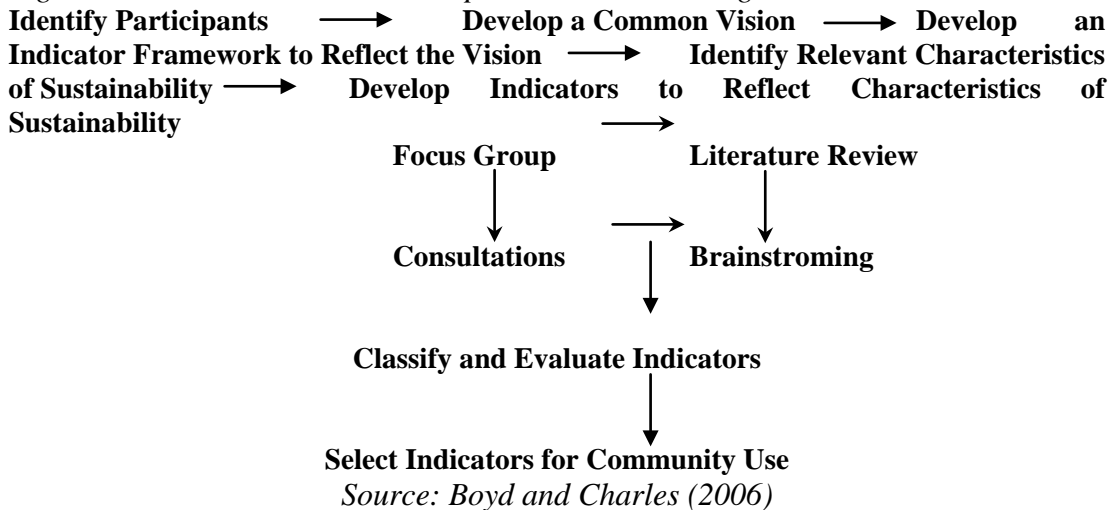 Identify Participants Develop a Common Vision Develop an
Indicator Framework to Reflect the Vision Identify Relevant Characteristics
of Sustainability Develop Indicators to Reflect Characteristics of
Sustainability
Focus Group Literature Review
Consultations Brainstroming
Classify and Evaluate Indicators
Select Indicators for Community Use
Source: Boyd and Charles (2006)